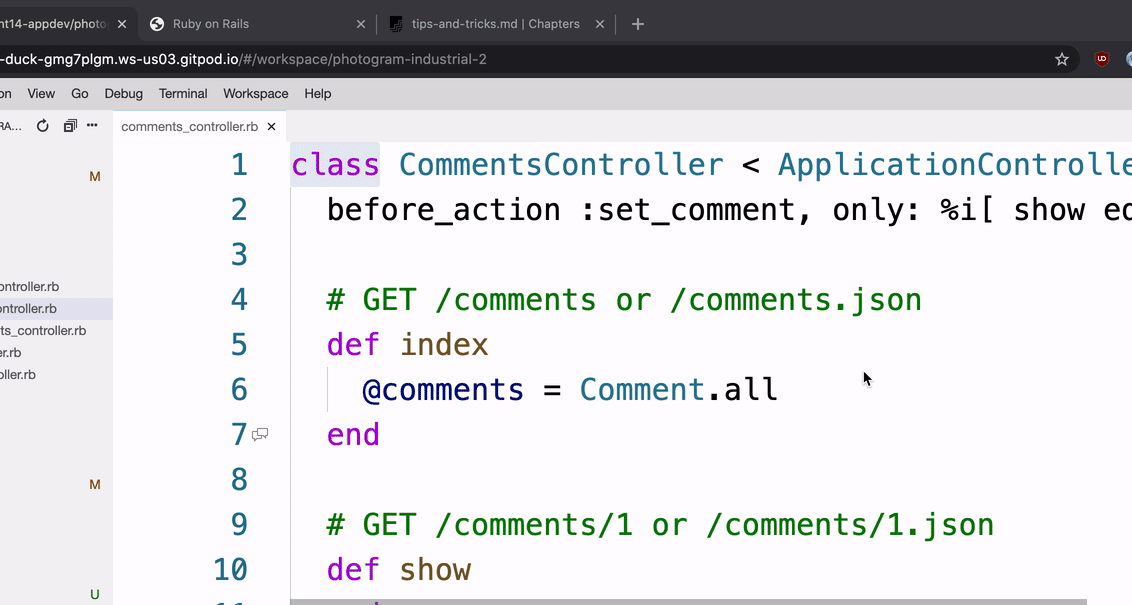 nt14-appdev/photo
Ruby on Rails
tips-and-tricks.md | Chapters
-duck-gmg7plgm.ws-us03.gitpod.io/#/workspace/photogram-industrial-2
on View Go Debug Terminal Workspace Help
RA... comments_controller.rb
1 class CommentsController < ApplicationControlle
M
2 before_action :set_comment, only: %i[ show ed
3
4 # GET /comments or /comments.json
ontroller.rb
ontroller.rb
ts_controller.rb
er.rb
oller.rb
5 def index
6 @comments = Comment.all
7 end
8
M
9 # GET /comments/1 or /comments/1.json
10 def show
U